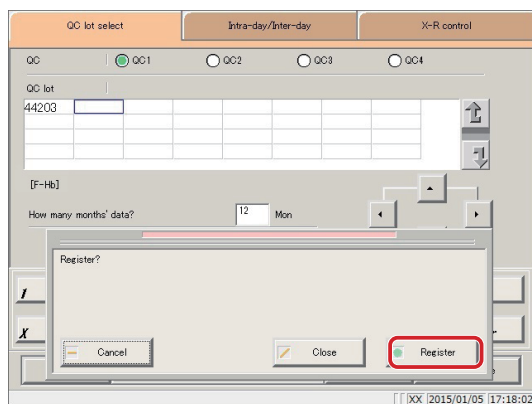 QC lot select Intra-day/Inter-day X-R control
QC QC1 QC2 QC3 QC4
QC lot
44203
[F-Hb]
How many months' data? 12 Mon
Register?
1
X
Cancel Close Register
XX 2015/01/05 17:18:02